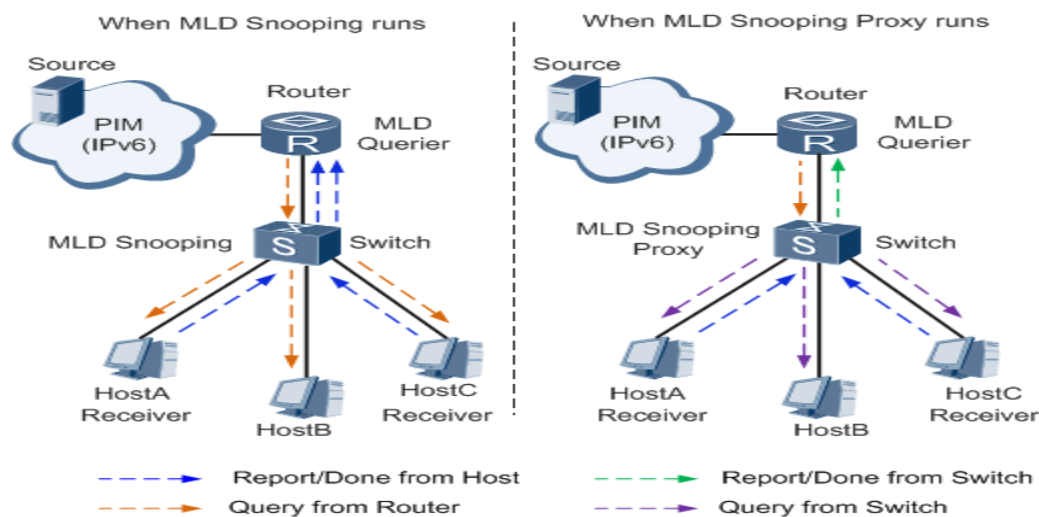 When MLD Snooping runs
Source
Router
PIM
(IPv6)
R
MLD
Querier
MLD Snooping
S
Switch
HostA
Receiver
HostB
HostC
Receiver
When MLD Snooping Proxy runs
Source
Router
PIM
(IPv6)
R
MLD
Querier
MLD Snooping
Proxy
S
Switch
HostA
Receiver
HostB
HostC
Receiver
Report/Done from Host
Query from Router
Report/Done from Switch
Query from Switch